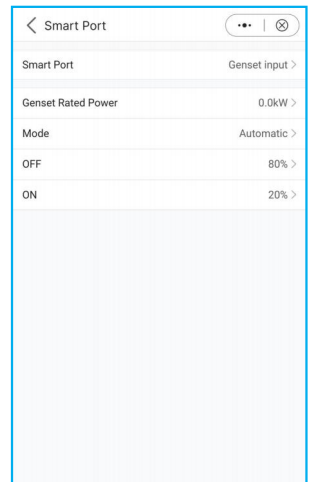 Smart Port
Smart Port Genset input
Genset Rated Power 0.0kW
Mode Automatic
OFF 80%
ON 20%